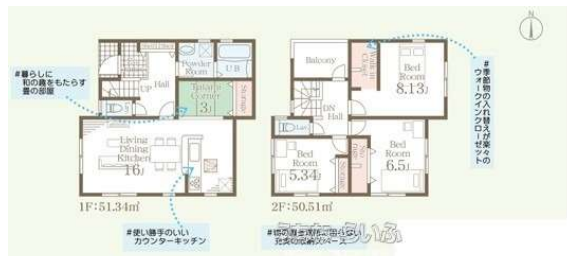 N
#暮らしに
和の趣をもたらす
畳の部屋
Hall
UP
Powder
Room
U.B
Tatami
Corner
3J
Storage
Living
Dining
Kitchen
16J
1F:51.34㎡
#使い勝手のいい
カウンターキッチン
Balcony
Walk in
Closet
Bed
Room
8.13J
DN
Hall
Bed
Room
5.34J
Storage
Bed
Room
6.5J
2F:50.51㎡
#季節物の入れ替えが楽々の
ウォークインクローゼット